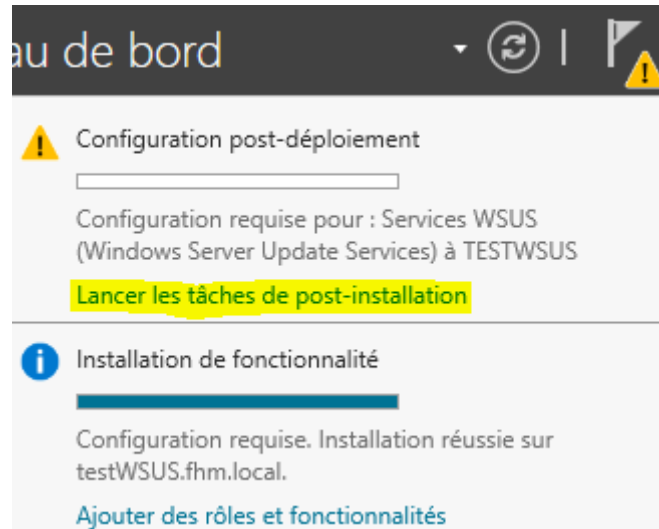 au de bord
Configuration post-déploiement
Configuration requise pour : Services WSUS
(Windows Server Update Services) à TESTWSUS
Lancer les tâches de post-installation
Installation de fonctionnalité
Configuration requise. Installation réussie sur
testWSUS.fhm.local.
Ajouter des rôles et fonctionnalités